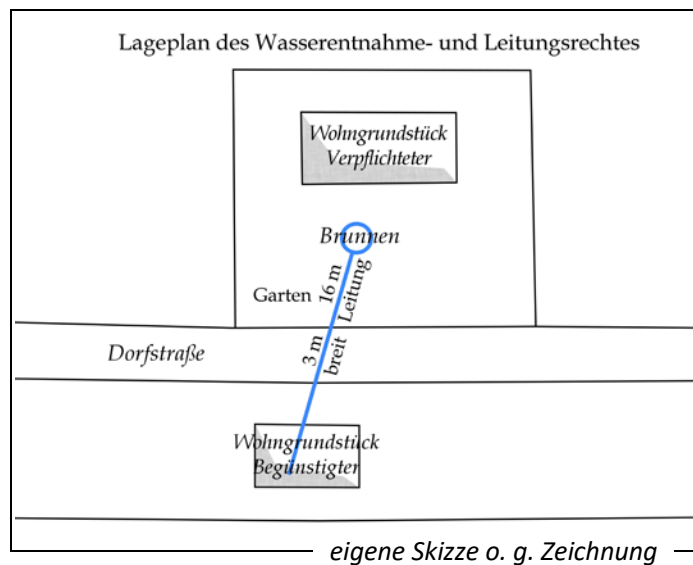 Lageplan des Wasserentnahme- und Leitungsrechtes
Wohngrundstück
Verpflichteter
Brunnen
Garten
16 m
Leitung
3 m
breit
Dorfstraße
Wohngrundstück
Begünstigter
eigene Skizze o. g. Zeichnung